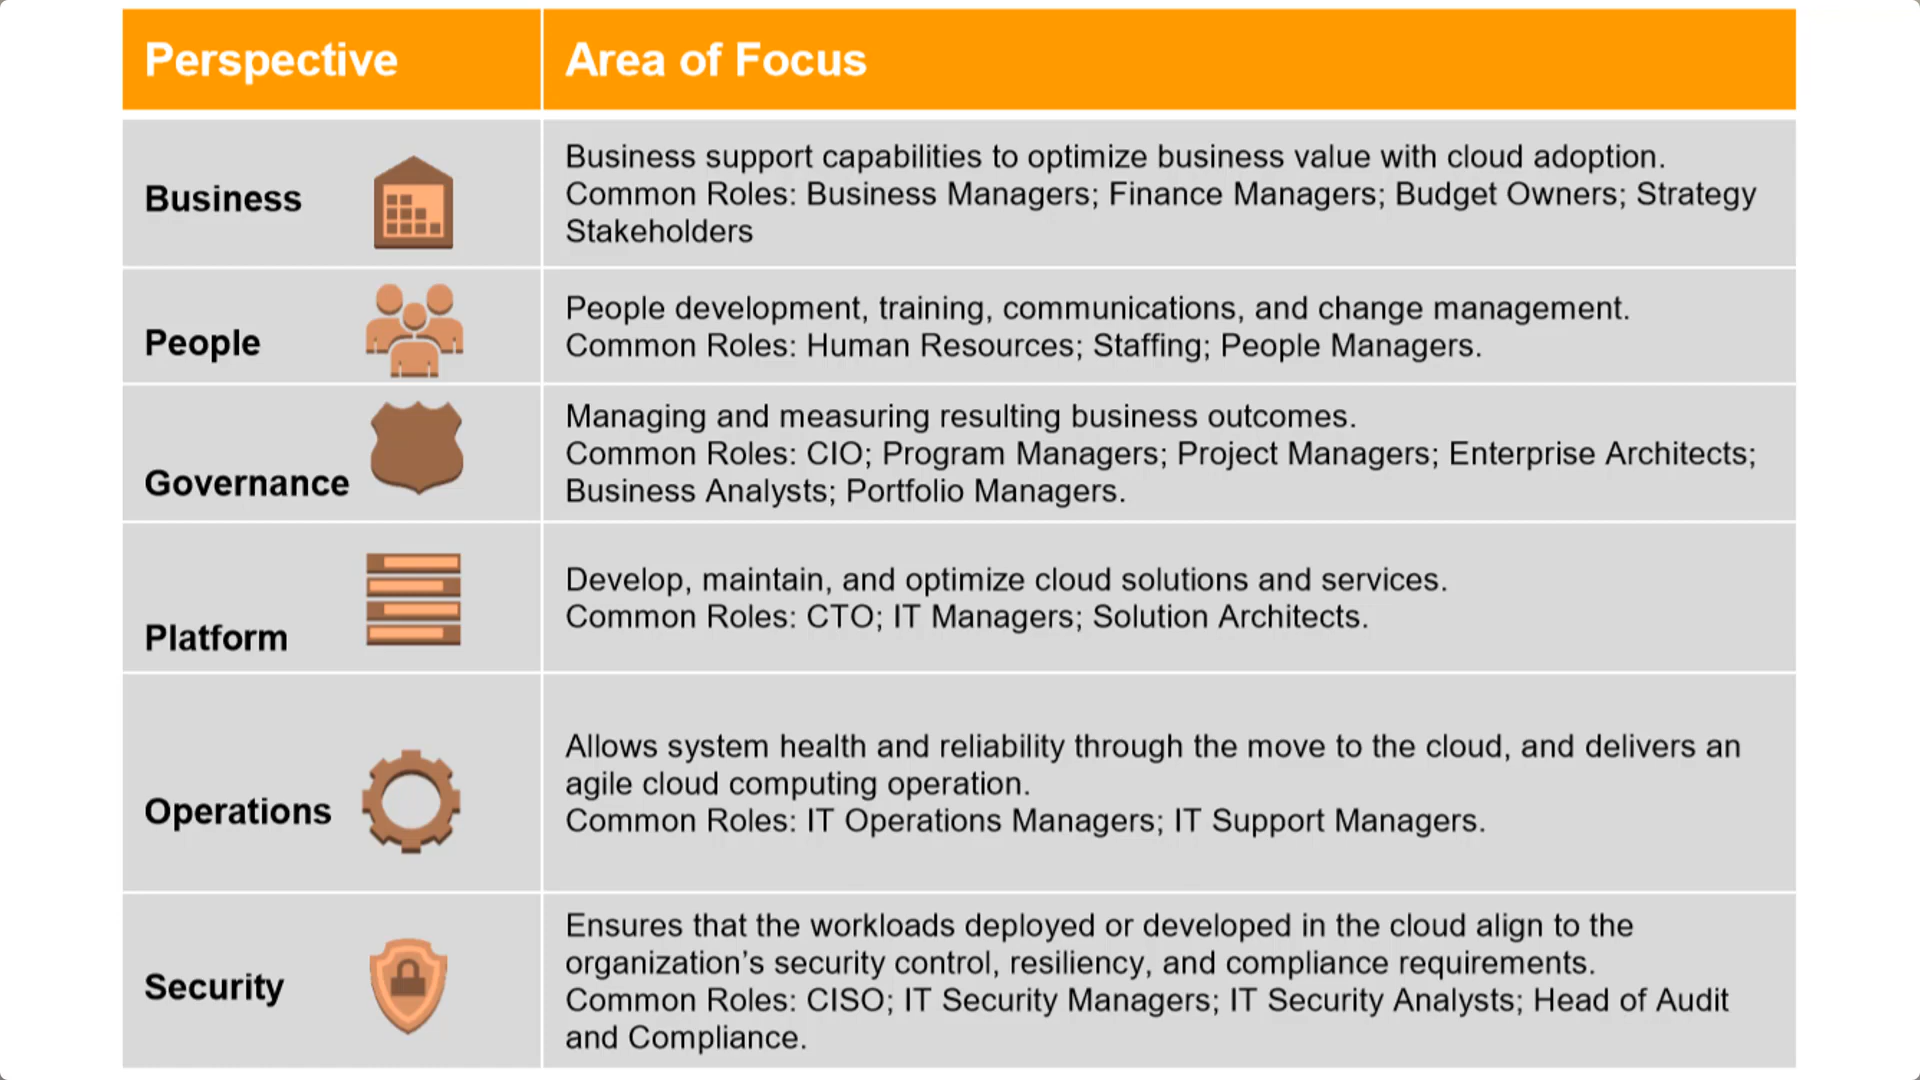 Perspective
Area of Focus
Business
Business support capabilities to optimize business value with cloud adoption.
Common Roles: Business Managers; Finance Managers; Budget Owners; Strategy
Stakeholders
People
People development, training, communications, and change management.
Common Roles: Human Resources; Staffing; People Managers.
Governance
Managing and measuring resulting business outcomes.
Common Roles: CIO; Program Managers; Project Managers; Enterprise Architects;
Business Analysts; Portfolio Managers.
Platform
Develop, maintain, and optimize cloud solutions and services.
Common Roles: CTO; IT Managers; Solution Architects.
Operations
Allows system health and reliability through the move to the cloud, and delivers an
agile cloud computing operation.
Common Roles: IT Operations Managers; IT Support Managers.
Security
Ensures that the workloads deployed or developed in the cloud align to the
organization’s security control, resiliency, and compliance requirements.
Common Roles: CISO; IT Security Managers; IT Security Analysts; Head of Audit
and Compliance.